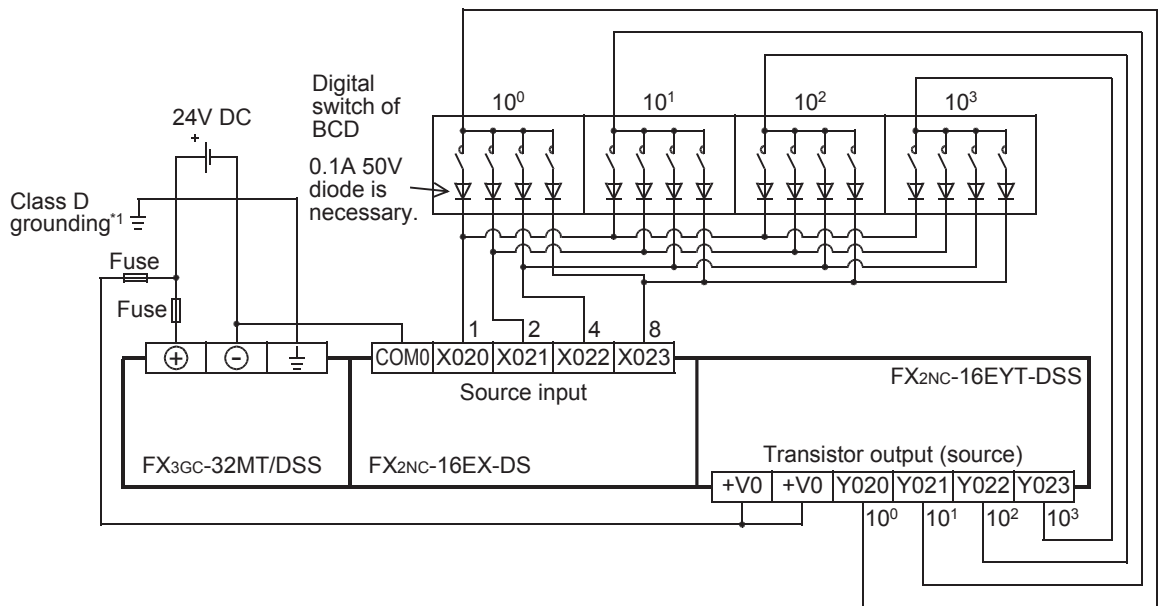 Digital
switch of
BCD
10⁰ 10¹ 10² 10³
24V DC
+
0.1A 50V
diode is
necessary.
Class D
grounding*1
Fuse
Fuse
1 2 4 8
+ - COM0 X020 X021 X022 X023
Source input
FX2NC-16EYT-DSS
FX3GC-32MT/DSS FX2NC-16EX-DS
Transistor output (source)
+V0 +V0 Y020 Y021 Y022 Y023
10⁰ 10¹ 10² 10³